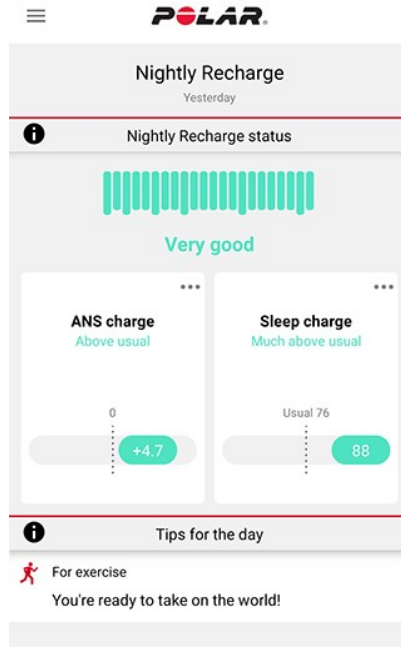 POLAR.
Nightly Recharge
Yesterday
Nightly Recharge status
Very good
ANS charge
Above usual
0
+4.7
Sleep charge
Much above usual
Usual 76
88
Tips for the day
For exercise
You're ready to take on the world!